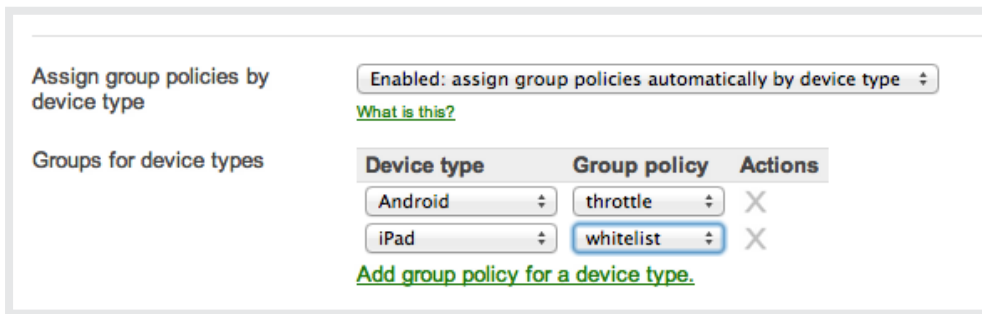 Assign group policies by
device type
Enabled: assign group policies automatically by device type
What is this?
Groups for device types
Device type Group policy Actions
Android throttle X
iPad whitelist X
Add group policy for a device type.